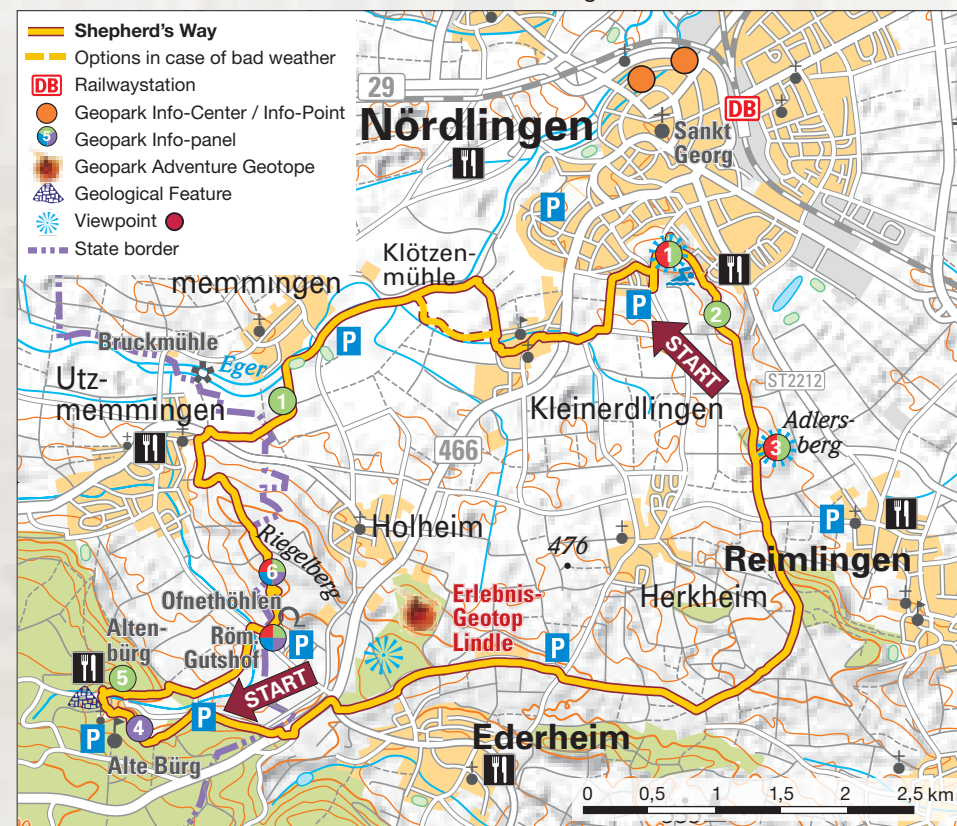 Shepherd's Way
Options in case of bad weather
DB Railwaystation
Geopark Info-Center / Info-Point
5 Geopark Info-panel
Geopark Adventure Geotope
Geological Feature
Viewpoint
State border
29
Nördlingen
DB
Sankt
Georg
P
Klötzen-
mühle
memmingen
1
P
2
START
P
Bruckmühle
Eger
Utz-
memmingen
1
ST2212
Kleinerdlingen
Adlers-
berg
3
466
P
Holheim
Riegelberg
476
Reimlingen
6
Ofnethöhlen
Erlebnis-
Geotop
Lindle
Herkheim
Alten-
bürg
Röm.
Gutshof
P
P
5
START
P
4
P
Alte Bürg
Ederheim
0 0,5 1 1,5 2 2,5 km